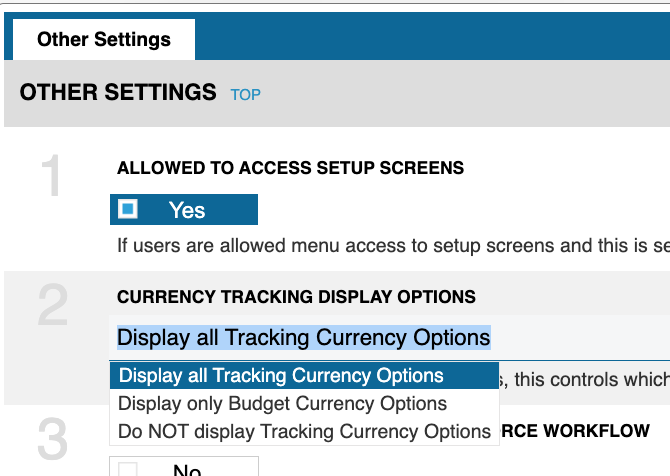 Other Settings
OTHER SETTINGS TOP
1
ALLOWED TO ACCESS SETUP SCREENS
Yes
If users are allowed menu access to setup screens and this is se
2
CURRENCY TRACKING DISPLAY OPTIONS
Display all Tracking Currency Options
Display all Tracking Currency Options
, this controls which
Display only Budget Currency Options
Do NOT display Tracking Currency Options
3
RCE WORKFLOW
No